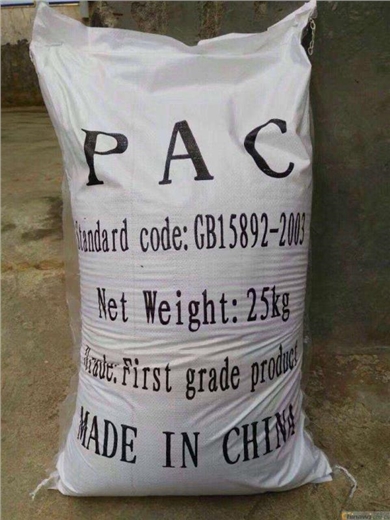 PAC
Standard code: GB15892-2003
Net Weight: 25kg
Grade: First grade product
MADE IN CHINA